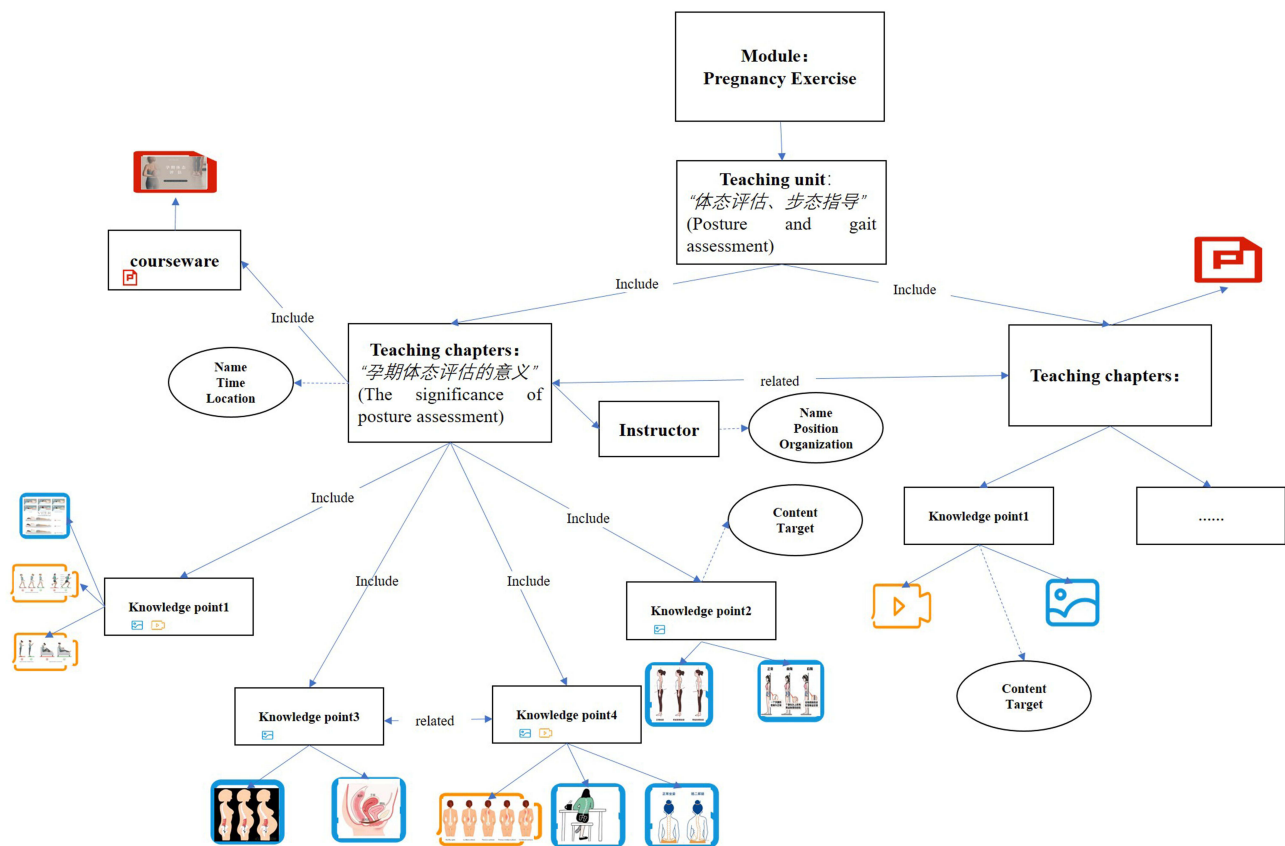 Module：
Pregnancy Exercise
Teaching unit：
“体态评估、步态指导”
(Posture and gait
assessment)
courseware
Include
Include
Include
Teaching chapters：
“孕期体态评估的意义”
(The significance of
posture assessment)
Name
Time
Location
related
Teaching chapters：
Instructor
Name
Position
Organization
Include
Include
Include
Include
Content
Target
Knowledge point1
……
Knowledge point1
Knowledge point2
Knowledge point3
related
Knowledge point4
Content
Target